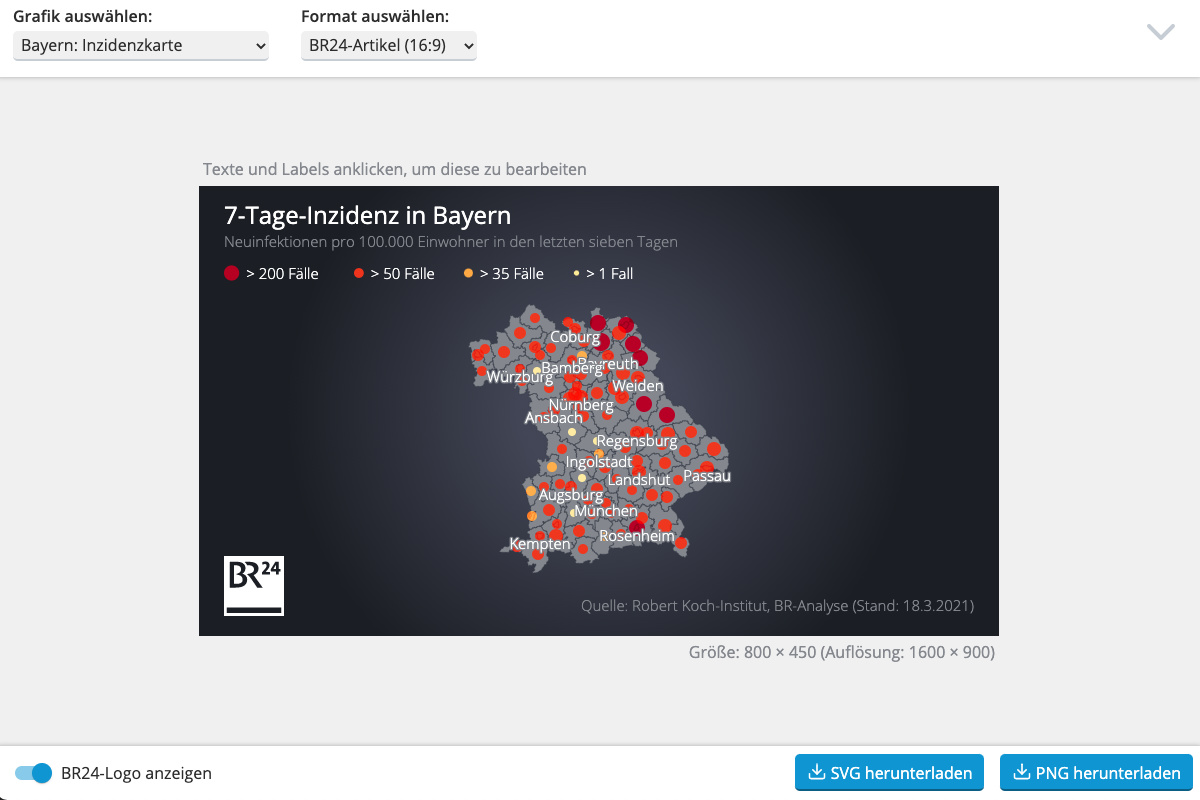 Grafik auswählen:
Format auswählen:
Bayern: Inzidenzkarte
BR24-Artikel (16:9)
Texte und Labels anklicken, um diese zu bearbeiten
7-Tage-Inzidenz in Bayern
Neuinfektionen pro 100.000 Einwohner in den letzten sieben Tagen
> 200 Fälle
> 50 Fälle
> 35 Fälle
> 1 Fall
Coburg
Bayreuth
Bamberg
Würzburg
Weiden
Nürnberg
Ansbach
Regensburg
Ingolstadt
Landshut
Passau
Augsburg
München
Rosenheim
Kempten
BR24
Quelle: Robert Koch-Institut, BR-Analyse (Stand: 18.3.2021)
Größe: 800 × 450 (Auflösung: 1600 × 900)
BR24-Logo anzeigen
SVG herunterladen
PNG herunterladen